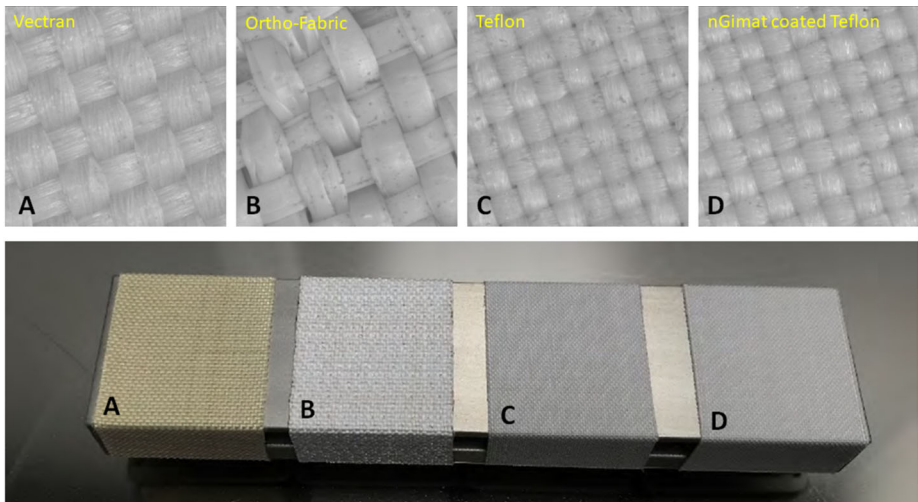 Vectran
Ortho-Fabric
Teflon
nGimat coated Teflon
A
B
C
D
A
B
C
D